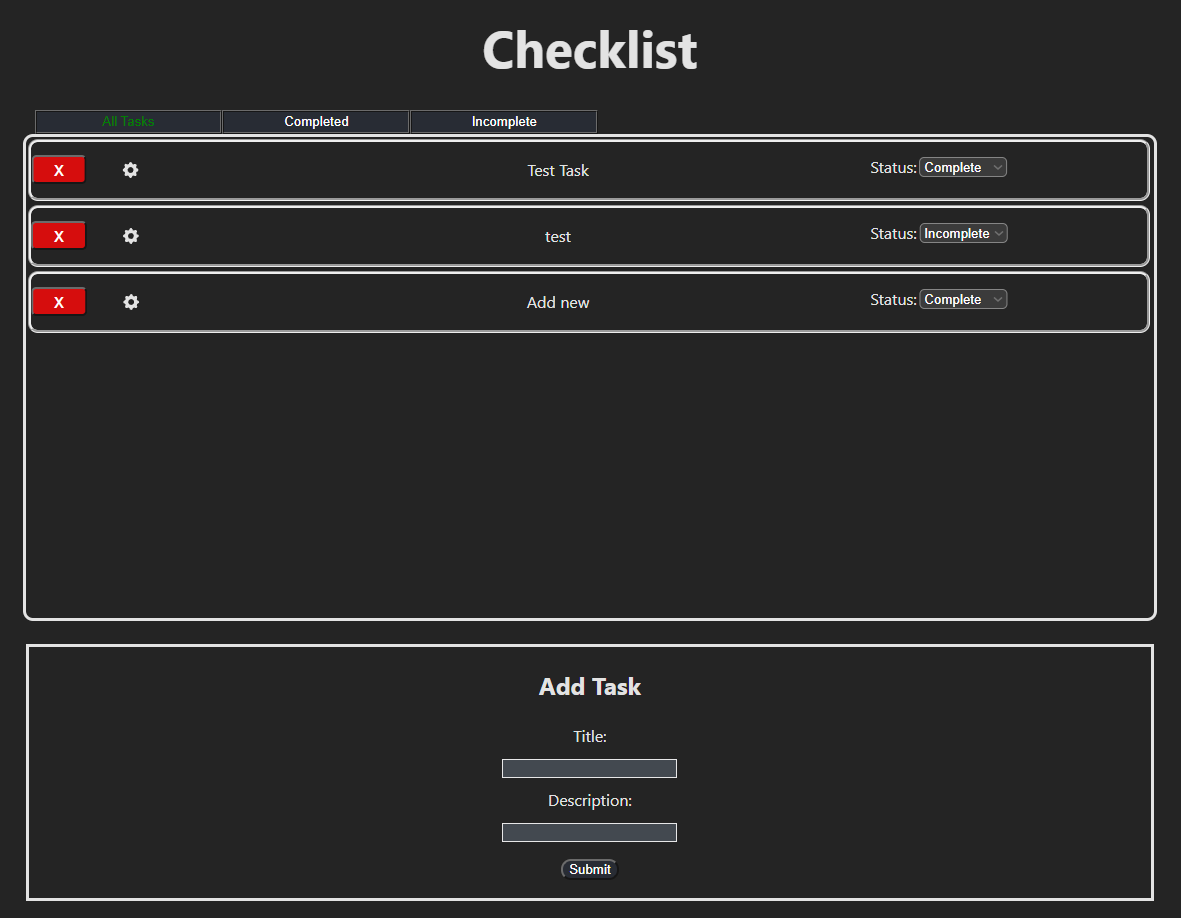 Checklist
All Tasks Completed Incomplete
X Test Task Status: Complete
X test Status: Incomplete
X Add new Status: Complete
Add Task
Title:
Description:
Submit